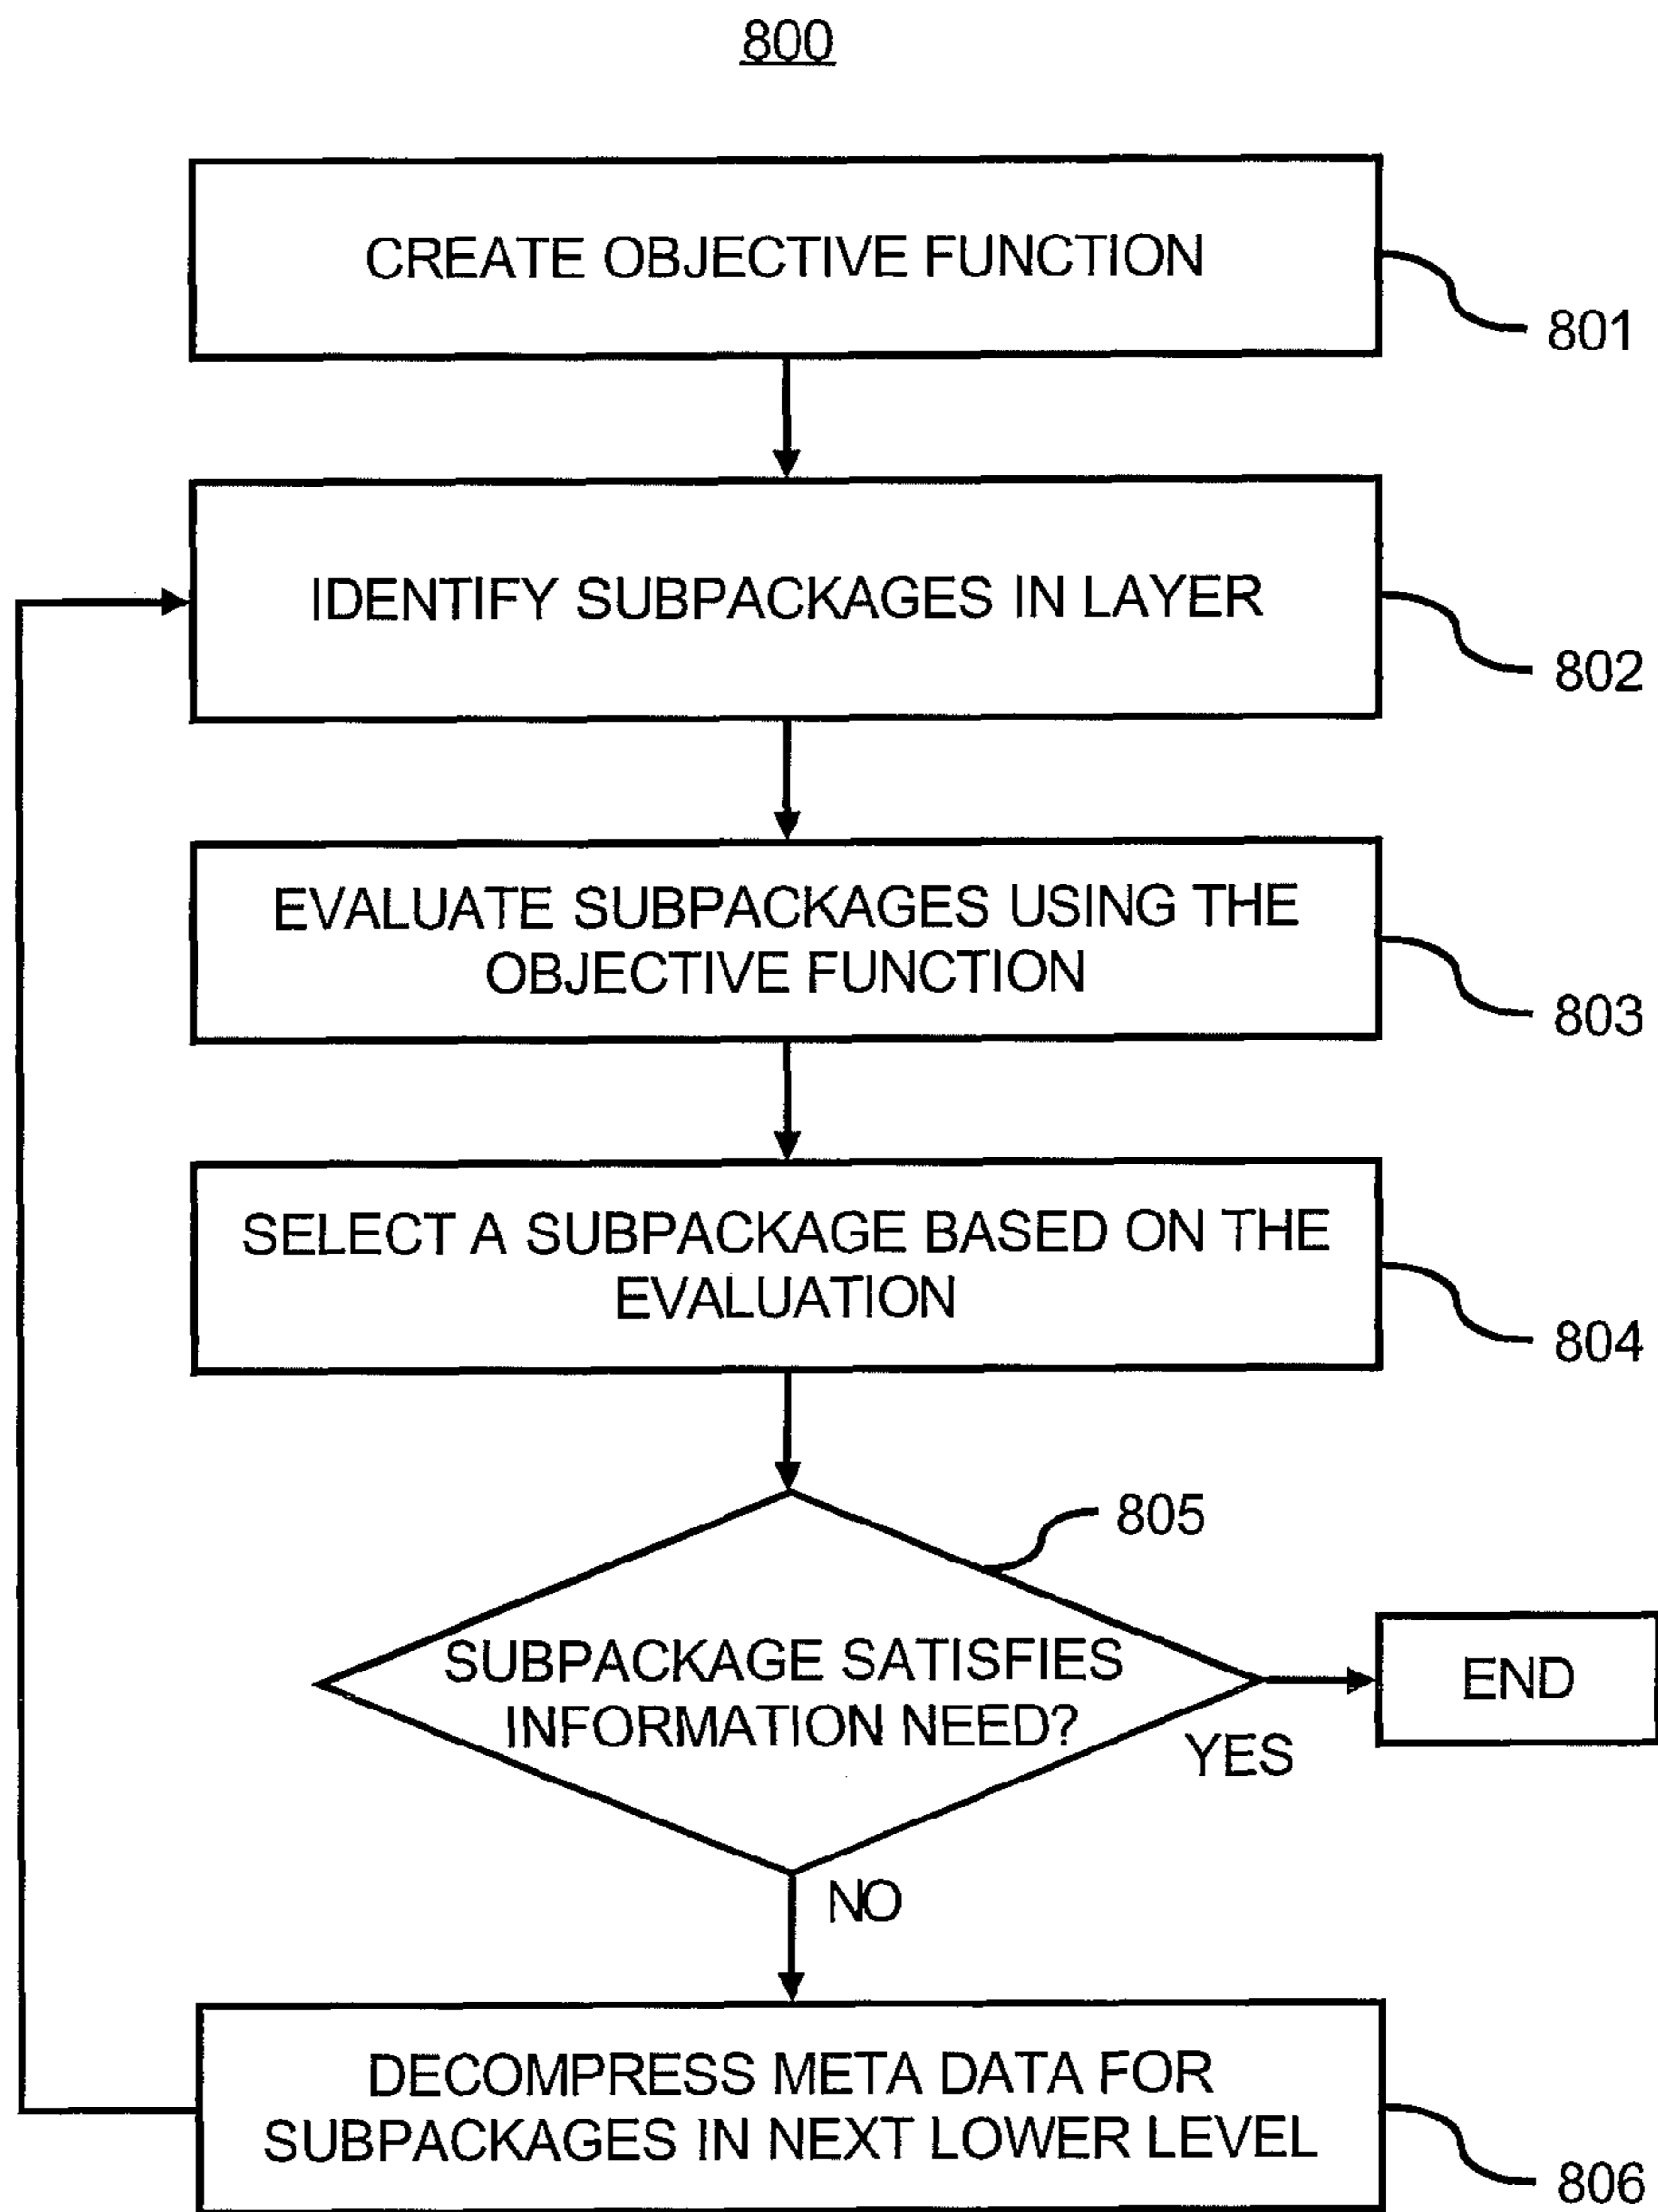 800
CREATE OBJECTIVE FUNCTION
801
IDENTIFY SUBPACKAGES IN LAYER
802
EVALUATE SUBPACKAGES USING THE
OBJECTIVE FUNCTION
803
SELECT A SUBPACKAGE BASED ON THE
EVALUATION
804
805
SUBPACKAGE SATISFIES
INFORMATION NEED?
YES
END
NO
DECOMPRESS META DATA FOR
SUBPACKAGES IN NEXT LOWER LEVEL
806